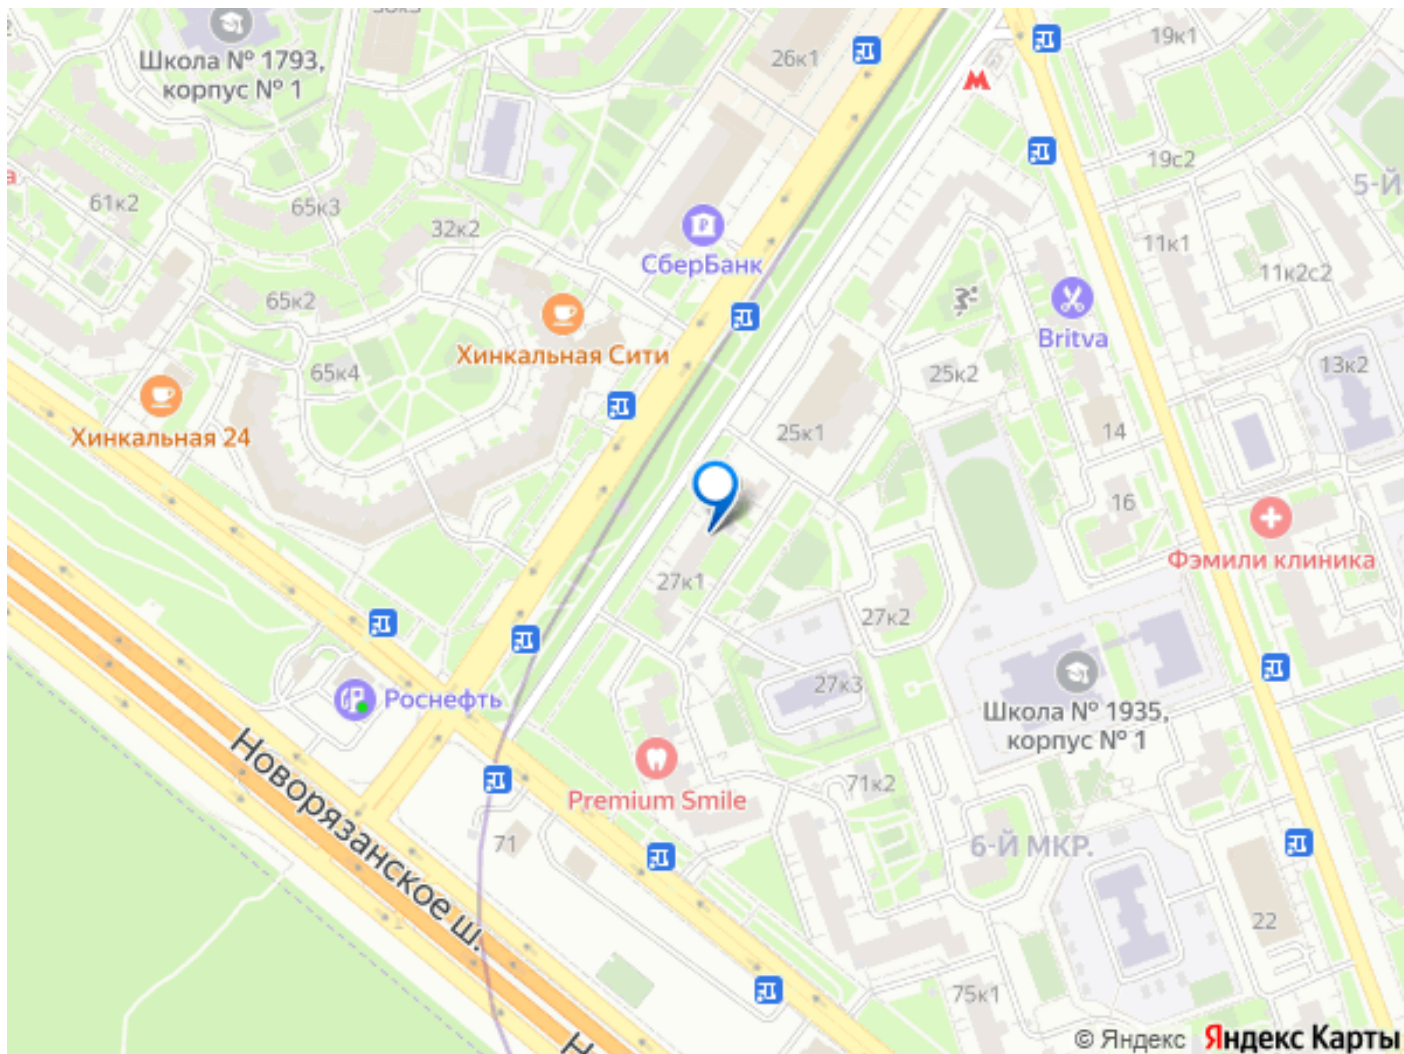 Школа № 1793,
корпус № 1
26к1
19к1
19с2
5-Й
61к2
65к3
32к2
СберБанк
11к1
11к2с2
65к2
Britva
Хинкальная Сити
65к4
25к2
13к2
Хинкальная 24
25к1
14
16
Фэмили клиника
27к1
27к2
27к3
Роснефть
Школа № 1935,
корпус № 1
Premium Smile
71к2
71
6-Й МКР.
Новорязанское ш.
22
75к1
© Яндекс Яндекс Карты